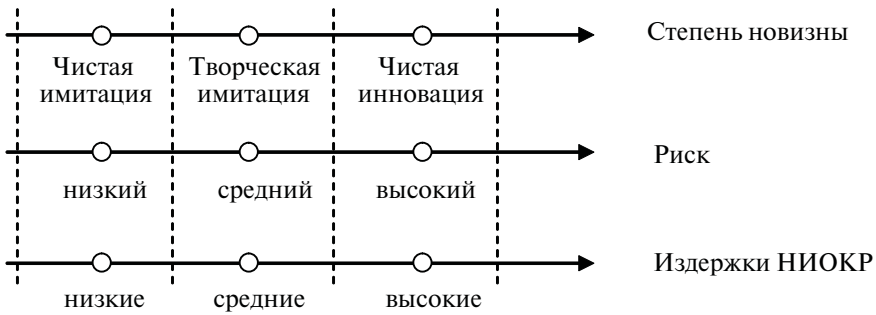 Степень новизны
Чистая имитация
Творческая имитация
Чистая инновация
Риск
низкий средний высокий
Издержки НИОКР
низкие средние высокие